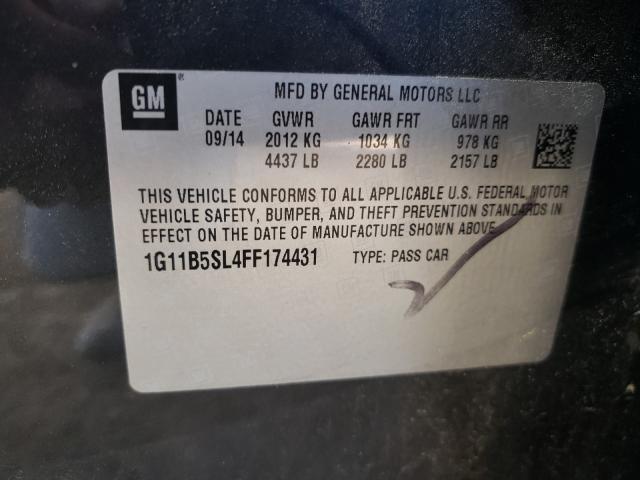 GM®
MFD BY GENERAL MOTORS LLC
DATE GVWR GAWR FRT GAWR RR
09/14 2012 KG 1034 KG 978 KG
4437 LB 2280 LB 2157 LB
THIS VEHICLE CONFORMS TO ALL APPLICABLE U.S. FEDERAL MOTOR
VEHICLE SAFETY, BUMPER, AND THEFT PREVENTION STANDARDS IN
EFFECT ON THE DATE OF MANUFACTURE SHOWN ABOVE.
1G11B5SL4FF174431 TYPE: PASS CAR